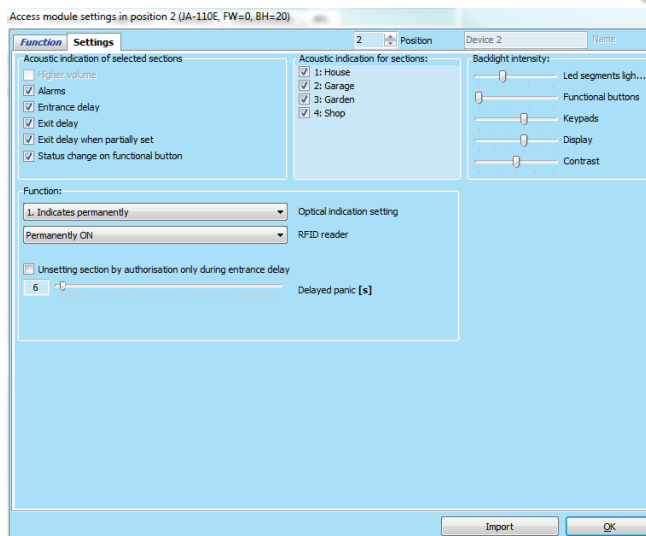 Access module settings in position 2 (JA-110E, FW=0, BH=20)
Function Settings 2 Position Device 2 Name
Acoustic indication of selected sections
Higher volume
Alarms
Entrance delay
Exit delay
Exit delay when partially set
Status change on functional button
Acoustic indication for sections:
1: House
2: Garage
3: Garden
4: Shop
Backlight intensity:
Led segments ligh...
Functional buttons
Keypads
Display
Contrast
Function:
1. Indicates permanently Optical indication setting
Permanently ON RFID reader
Unsetting section by authorisation only during entrance delay
6 Delayed panic [s]
Import OK